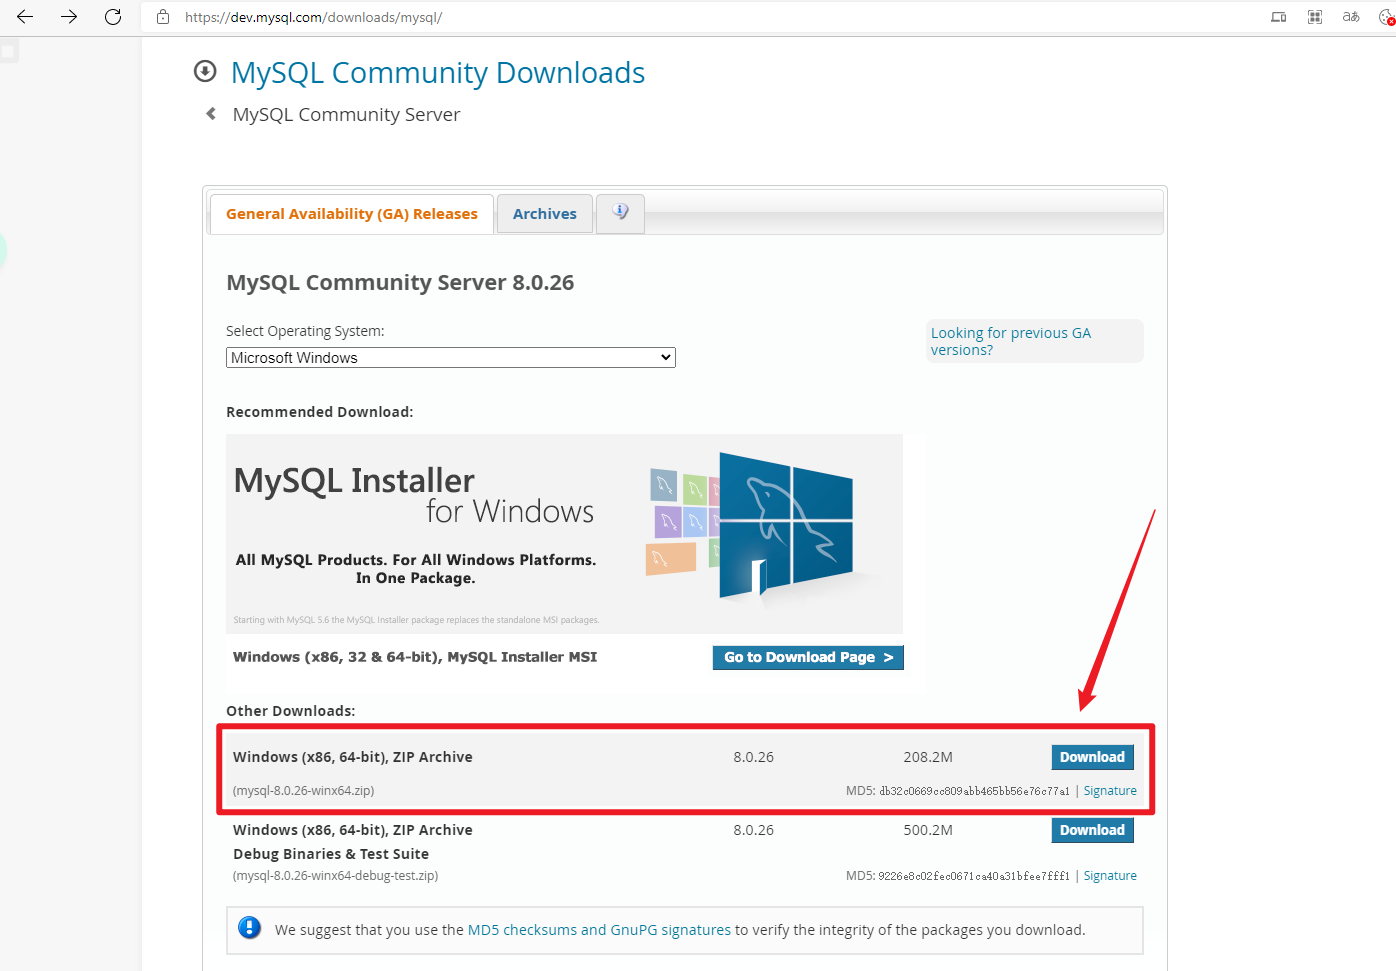 https://dev.mysql.com/downloads/mysql/
aあ
MySQL Community Downloads
MySQL Community Server
General Availability (GA) Releases
Archives
MySQL Community Server 8.0.26
Select Operating System:
Microsoft Windows
Looking for previous GA
versions?
Recommended Download:
MySQL Installer
for Windows
All MySQL Products. For All Windows Platforms.
In One Package.
Starting with MySQL 5.6 the MySQL Installer package replaces the standalone MSI packages.
Windows (x86, 32 & 64-bit), MySQL Installer MSI
Go to Download Page >
Other Downloads:
Windows (x86, 64-bit), ZIP Archive 8.0.26 208.2M Download
(mysql-8.0.26-winx64.zip) MD5: db32c0669cc809abb465bb56e76c77a1 | Signature
Windows (x86, 64-bit), ZIP Archive 8.0.26 500.2M Download
Debug Binaries & Test Suite
(mysql-8.0.26-winx64-debug-test.zip) MD5: 9226e8c02fec0671ca40a31bfee7fff1 | Signature
We suggest that you use the MD5 checksums and GnuPG signatures to verify the integrity of the packages you download.